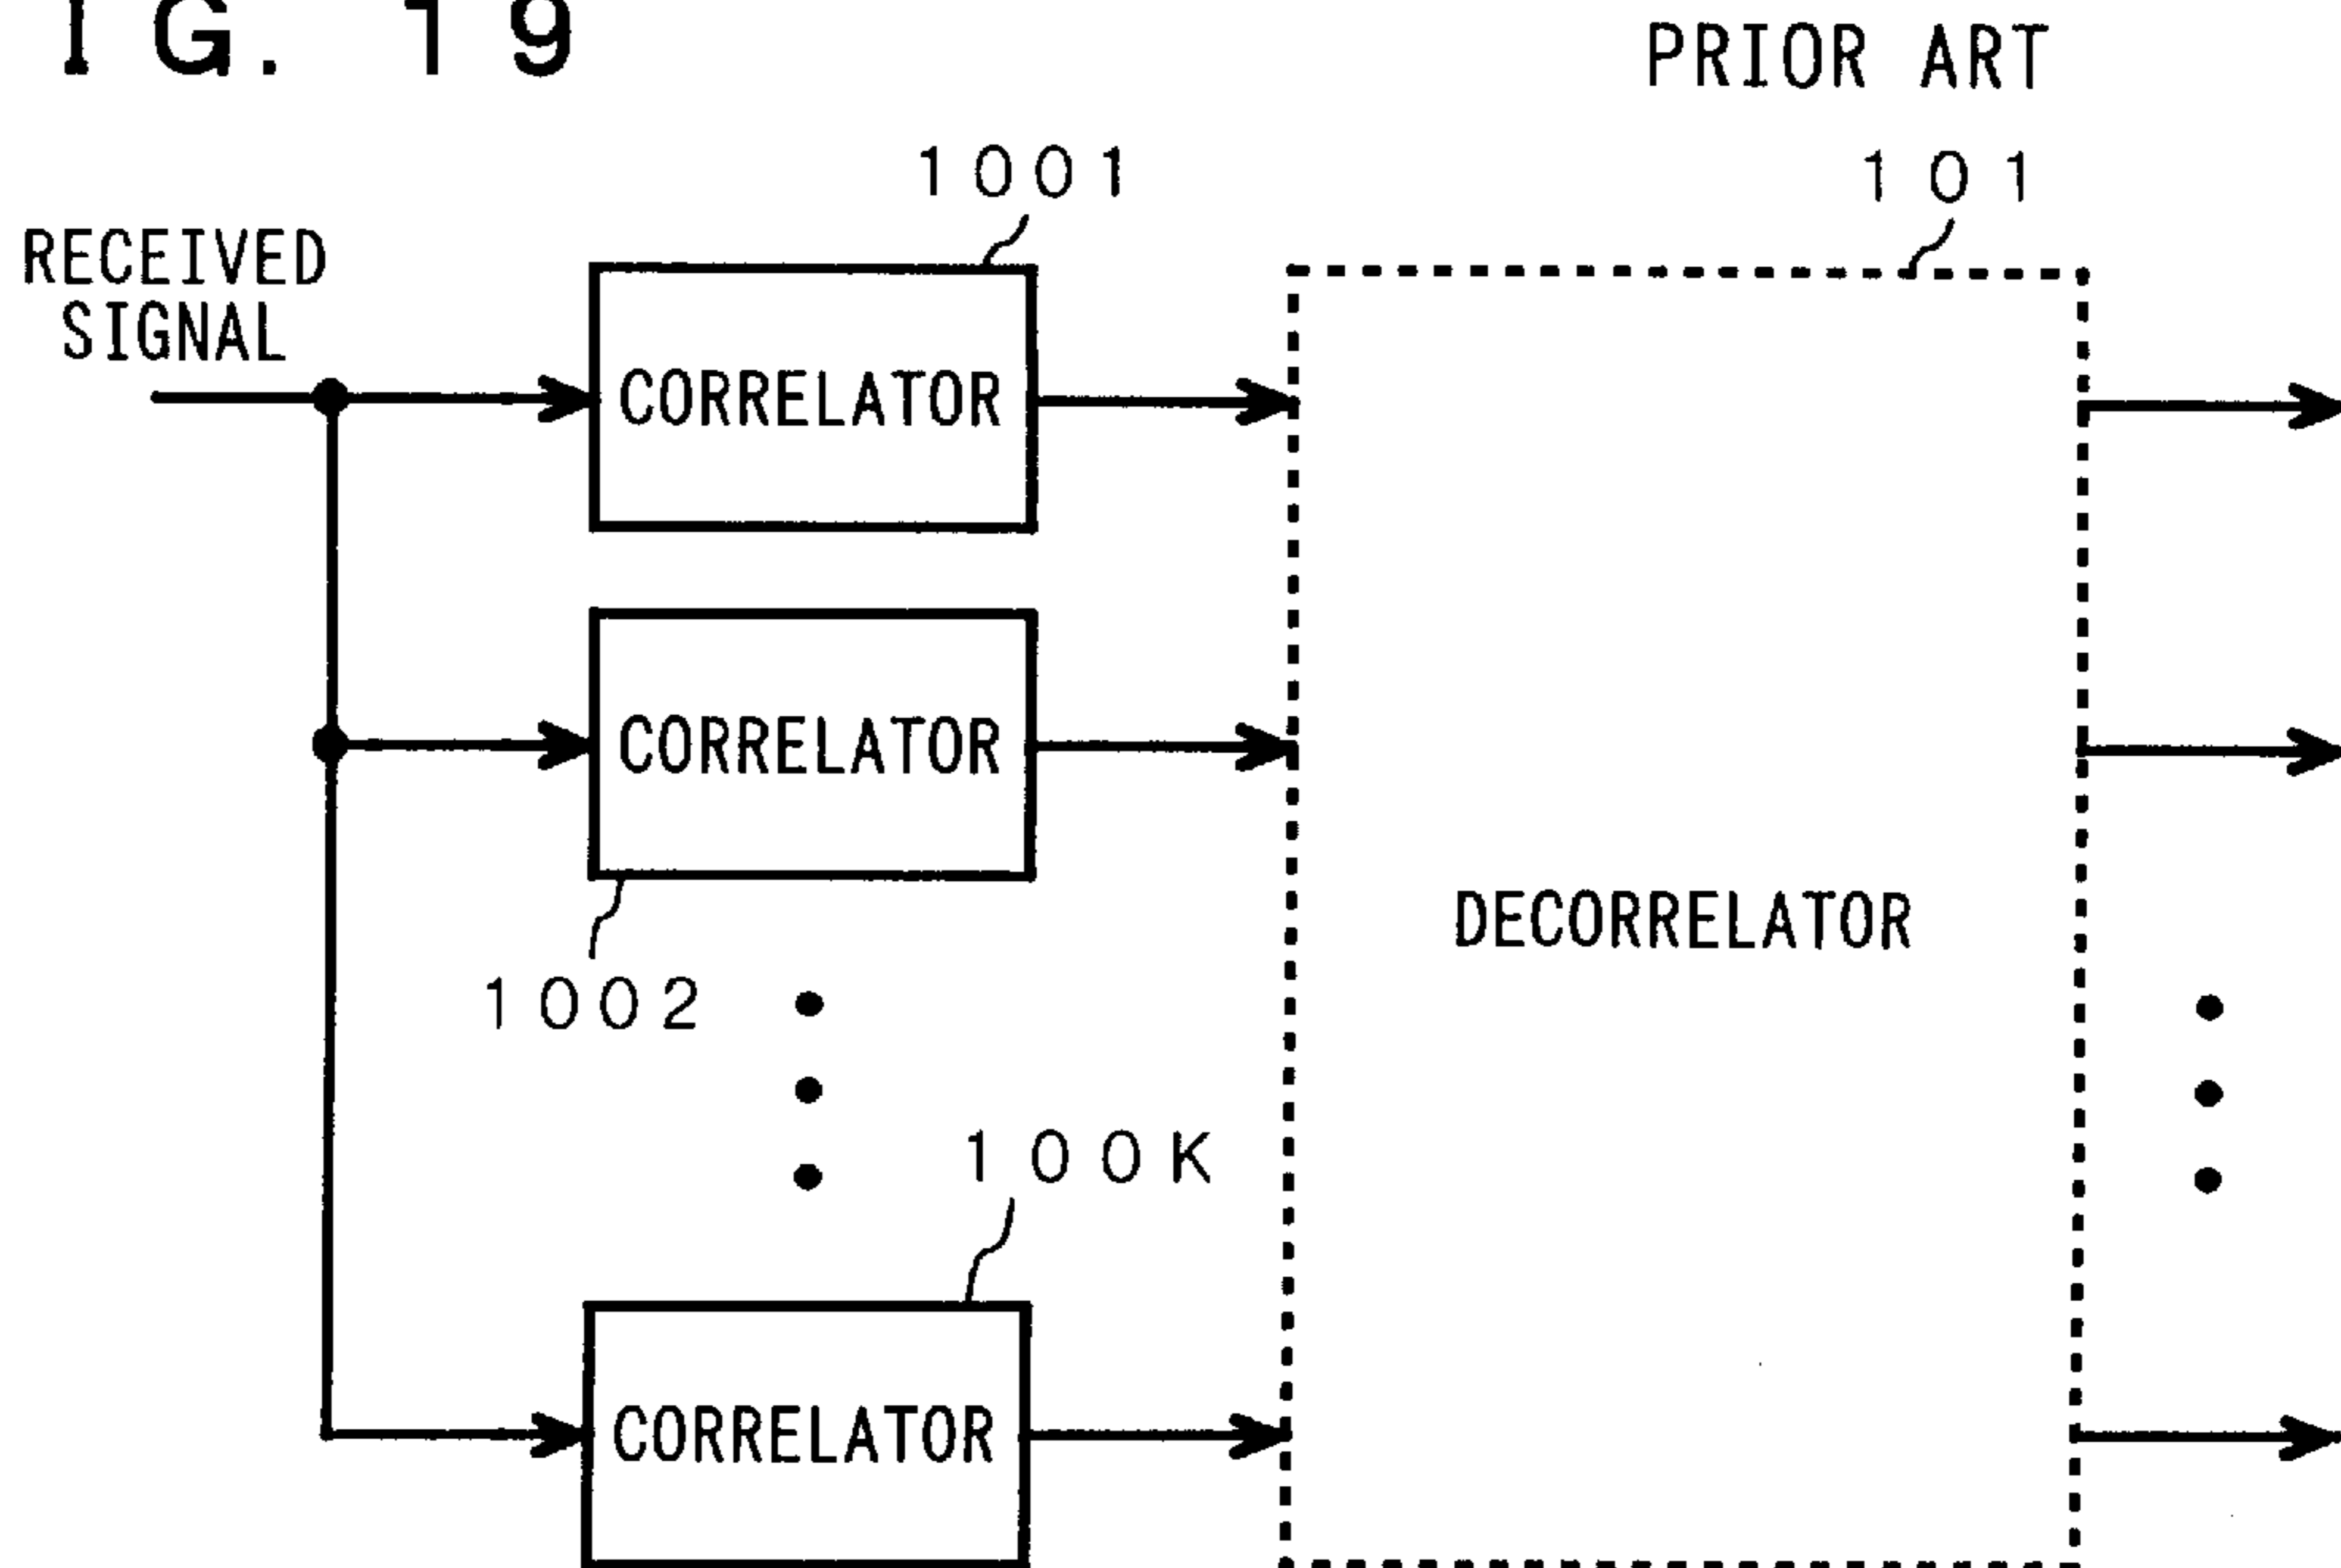 IG. 19
PRIOR ART
1001
101
RECEIVED
SIGNAL
CORRELATOR
CORRELATOR
DECORRELATOR
1002
100K
CORRELATOR